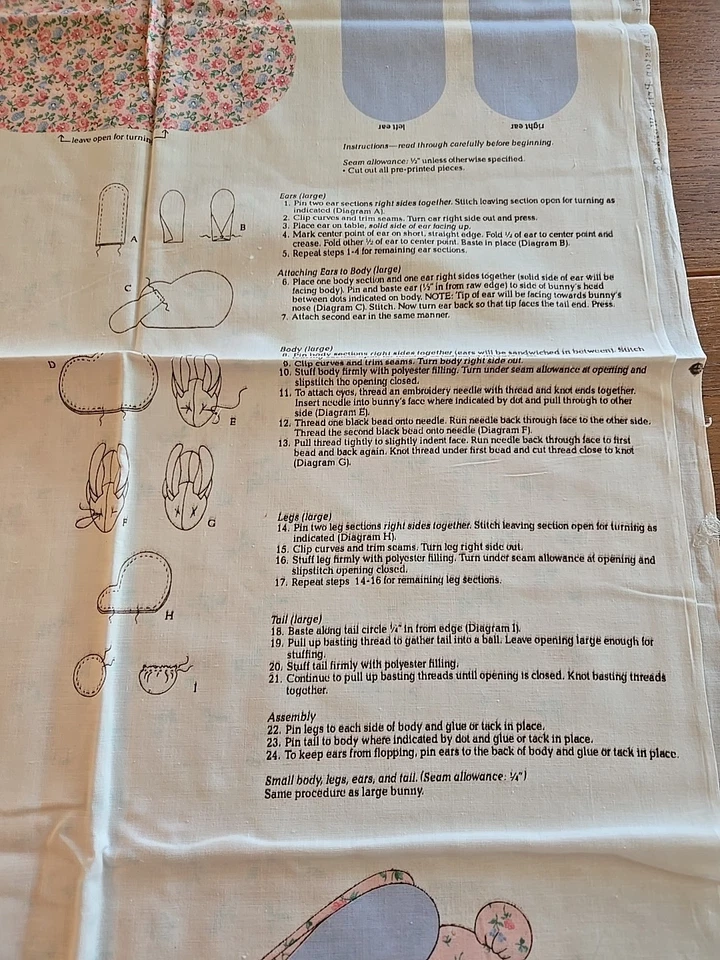 left ear
right ear
leave open for turning
Instructions—read through carefully before beginning.
Seam allowance: ½" unless otherwise specified.
• Cut out all pre-printed pieces.
Ears (large)
1. Pin two ear sections right sides together. Stitch leaving section open for turning as
indicated (Diagram A).
2. Clip curves and trim seams. Turn ear right side out and press.
3. Place ear on table, solid side of ear facing up.
4. Mark center point of ear on short, straight edge. Fold ½ of ear to center point and
crease. Fold other ½ of ear to center point. Baste in place (Diagram B).
5. Repeat steps 1-4 for remaining ear sections.
A
B
Attaching Ears to Body (large)
6. Place one body section and one ear right sides together (solid side of ear will be
facing body). Pin and baste ear (½" in from raw edge) to side of bunny's head
between dots indicated on body. NOTE: Tip of ear will be facing towards bunny's
nose (Diagram C). Stitch. Now turn ear back so that tip faces the tail end. Press.
7. Attach second ear in the same manner.
C
Body (large)
8. Pin body sections right sides together (ears will be sandwiched in between). Stitch
9. Clip curves and trim seams. Turn body right side out.
10. Stuff body firmly with polyester filling. Turn under seam allowance at opening and
slipstitch the opening closed.
11. To attach eyes, thread an embroidery needle with thread and knot ends together.
Insert needle into bunny's face where indicated by dot and pull through to other
side (Diagram E).
12. Thread one black bead onto needle. Run needle back through face to the other side.
Thread the second black bead onto needle (Diagram F).
13. Pull thread tightly to slightly indent face. Run needle back through face to first
bead and back again. Knot thread under first bead and cut thread close to knot
(Diagram G).
D
E
F
G
Legs (large)
14. Pin two leg sections right sides together. Stitch leaving section open for turning as
indicated (Diagram H).
15. Clip curves and trim seams. Turn leg right side out.
16. Stuff leg firmly with polyester filling. Turn under seam allowance at opening and
slipstitch opening closed.
17. Repeat steps 14-16 for remaining leg sections.
H
Tail (large)
18. Baste along tail circle ¼" in from edge (Diagram I).
19. Pull up basting thread to gather tail into a ball. Leave opening large enough for
stuffing.
20. Stuff tail firmly with polyester filling.
21. Continue to pull up basting threads until opening is closed. Knot basting threads
together.
I
Assembly
22. Pin legs to each side of body and glue or tack in place.
23. Pin tail to body where indicated by dot and glue or tack in place.
24. To keep ears from flopping, pin ears to the back of body and glue or tack in place.
Small body, legs, ears, and tail. (Seam allowance: ¼")
Same procedure as large bunny.